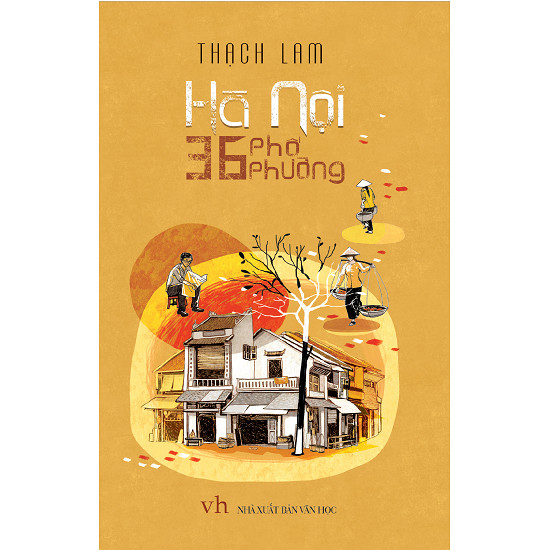 THẠCH LAM
Hà Nội
36 phố
phường
vh NHÀ XUẤT BẢN VĂN HỌC